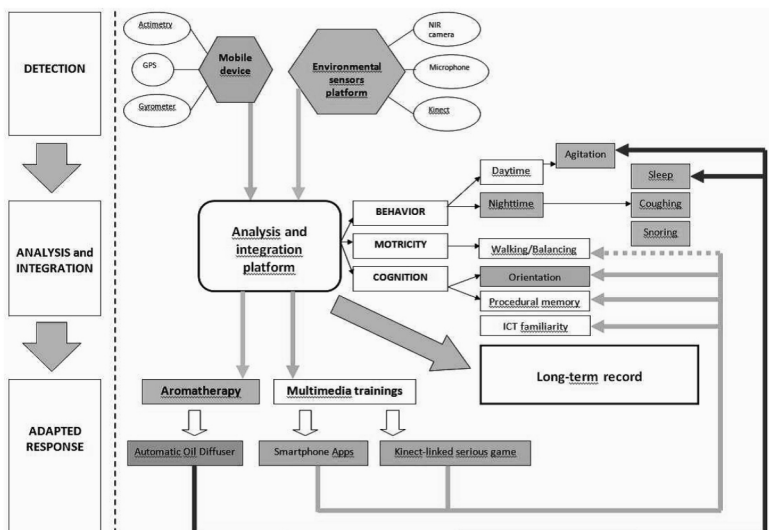 DETECTION
Actimetry
GPS
Gyrometer
Mobile
device
Environmental
sensors
platform
NIR
camera
Microphone
Kinect
ANALYSIS and
INTEGRATION
Analysis and
integration
platform
BEHAVIOR
MOTRICITY
COGNITION
Daytime
Nighttime
Agitation
Sleep
Coughing
Snoring
Walking/Balancing
Orientation
Procedural memory
ICT familiarity
Long-term record
ADAPTED
RESPONSE
Aromatherapy
Multimedia trainings
Automatic Oil Diffuser
Smartphone Apps
Kinect-linked serious game